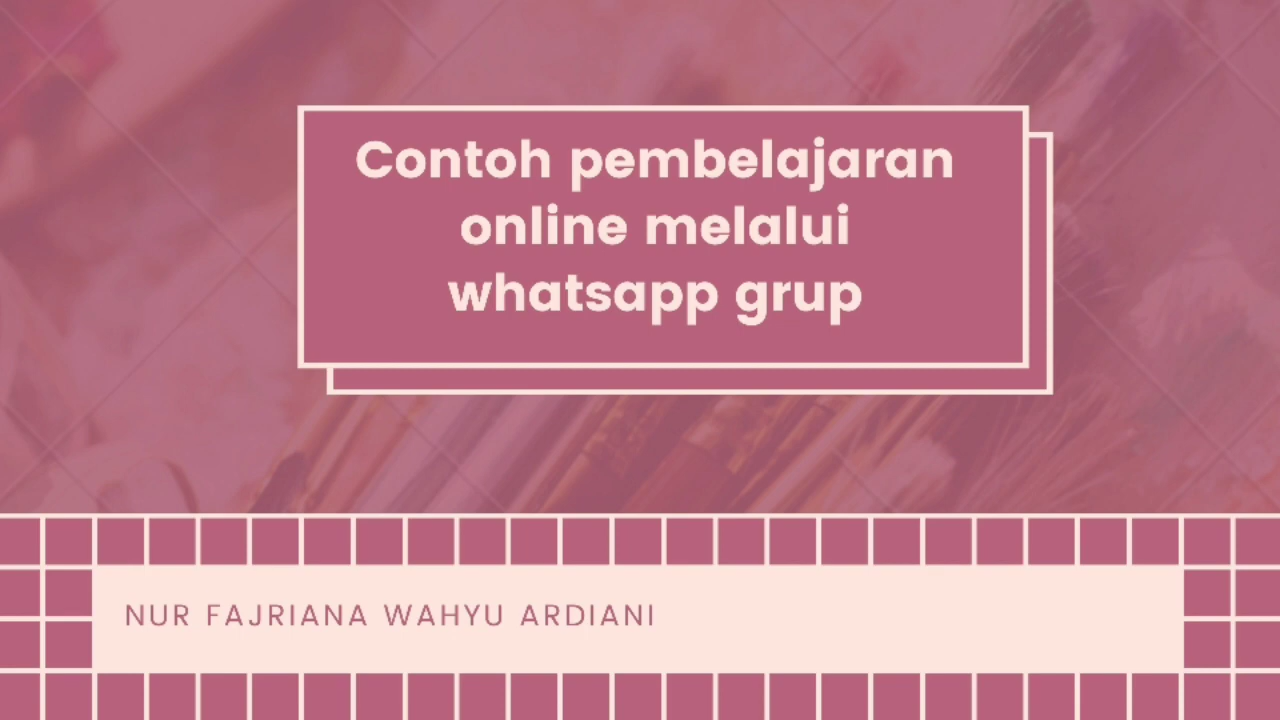 Contoh pembelajaran
online melalui
whatsapp grup
NUR FAJRIANA WAHYU ARDIANI